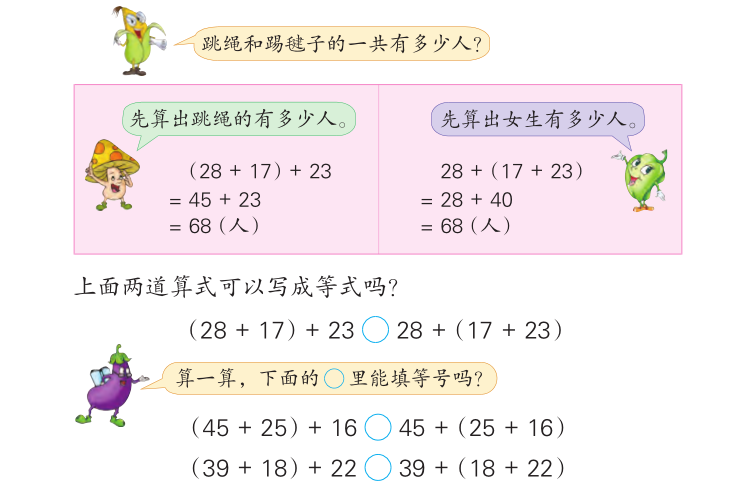 跳绳和踢毽子的一共有多少人?
先算出跳绳的有多少人。
(28 + 17) + 23
= 45 + 23
= 68 (人)
先算出女生有多少人。
28 + (17 + 23)
= 28 + 40
= 68 (人)
上面两道算式可以写成等式吗?
(28 + 17) + 23 ○ 28 + (17 + 23)
算一算，下面的○里能填等号吗?
(45 + 25) + 16 ○ 45 + (25 + 16)
(39 + 18) + 22 ○ 39 + (18 + 22)